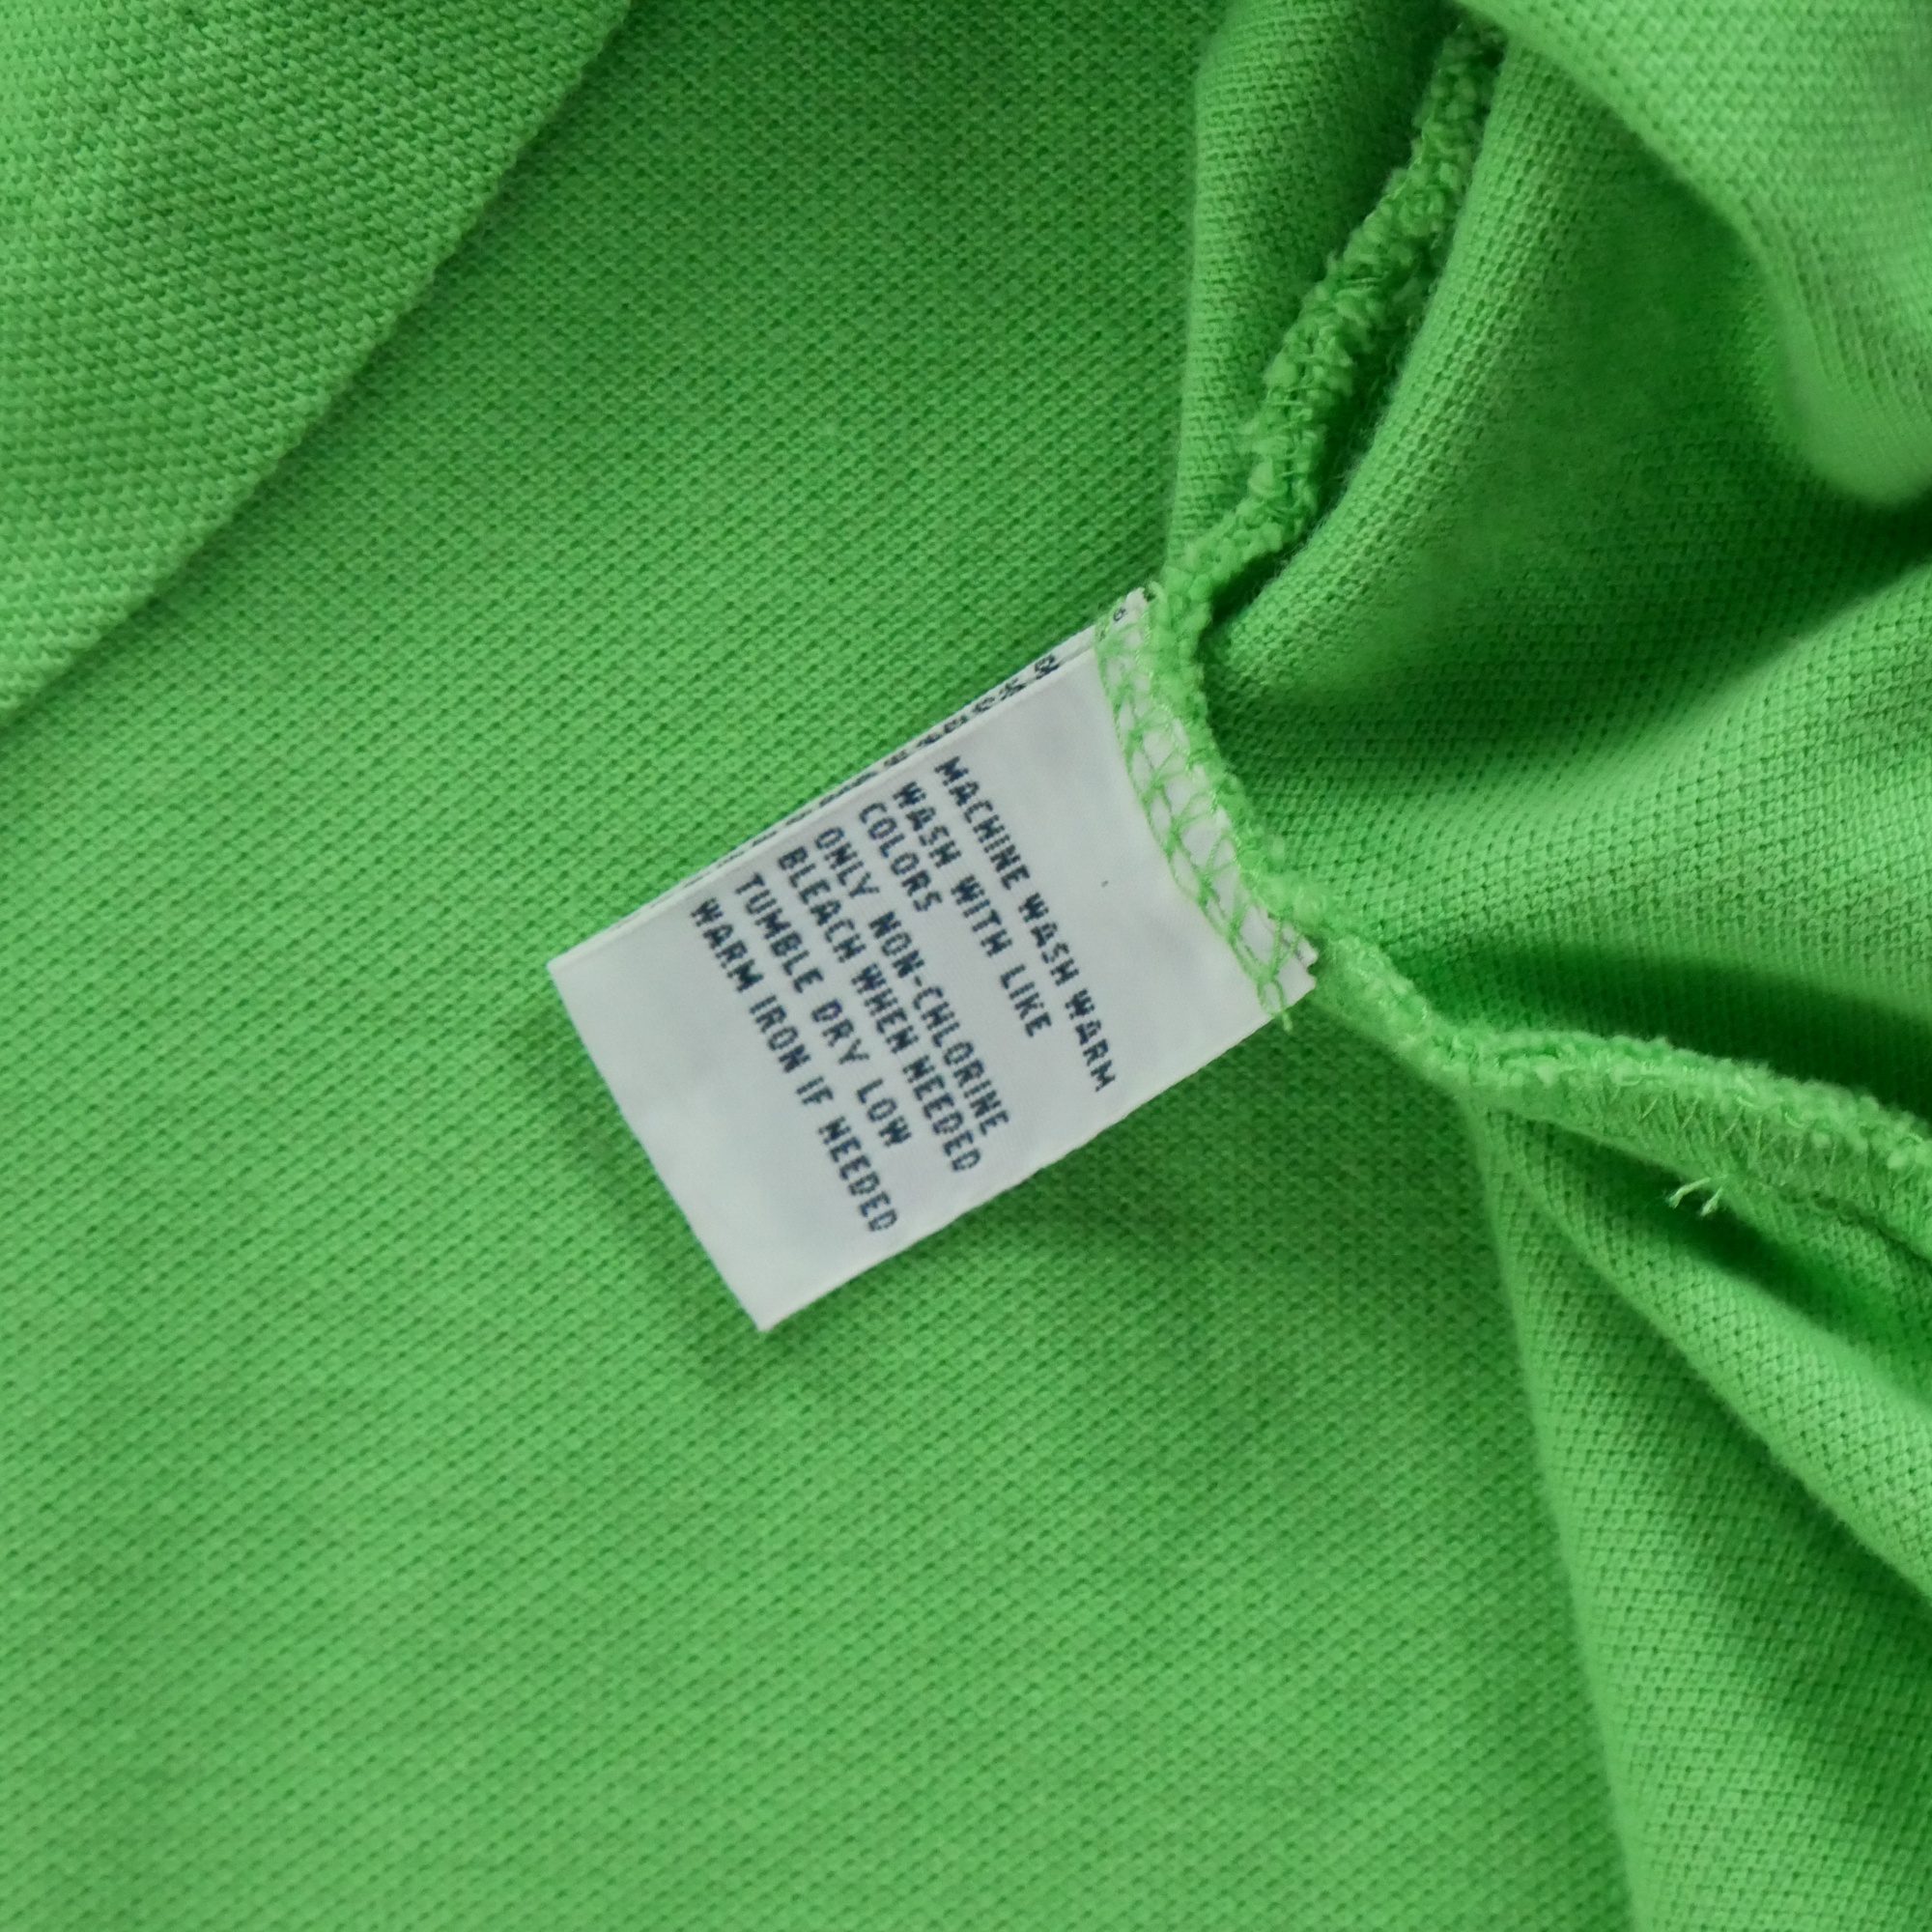 MACHINE WASH WARM
WASH WITH LIKE
COLORS
ONLY NON-CHLORINE
BLEACH WHEN NEEDED
TUMBLE DRY LOW
WARM IRON IF NEEDED